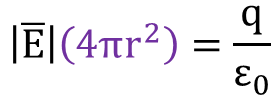 |E̅|(4πr²) = q/ε₀